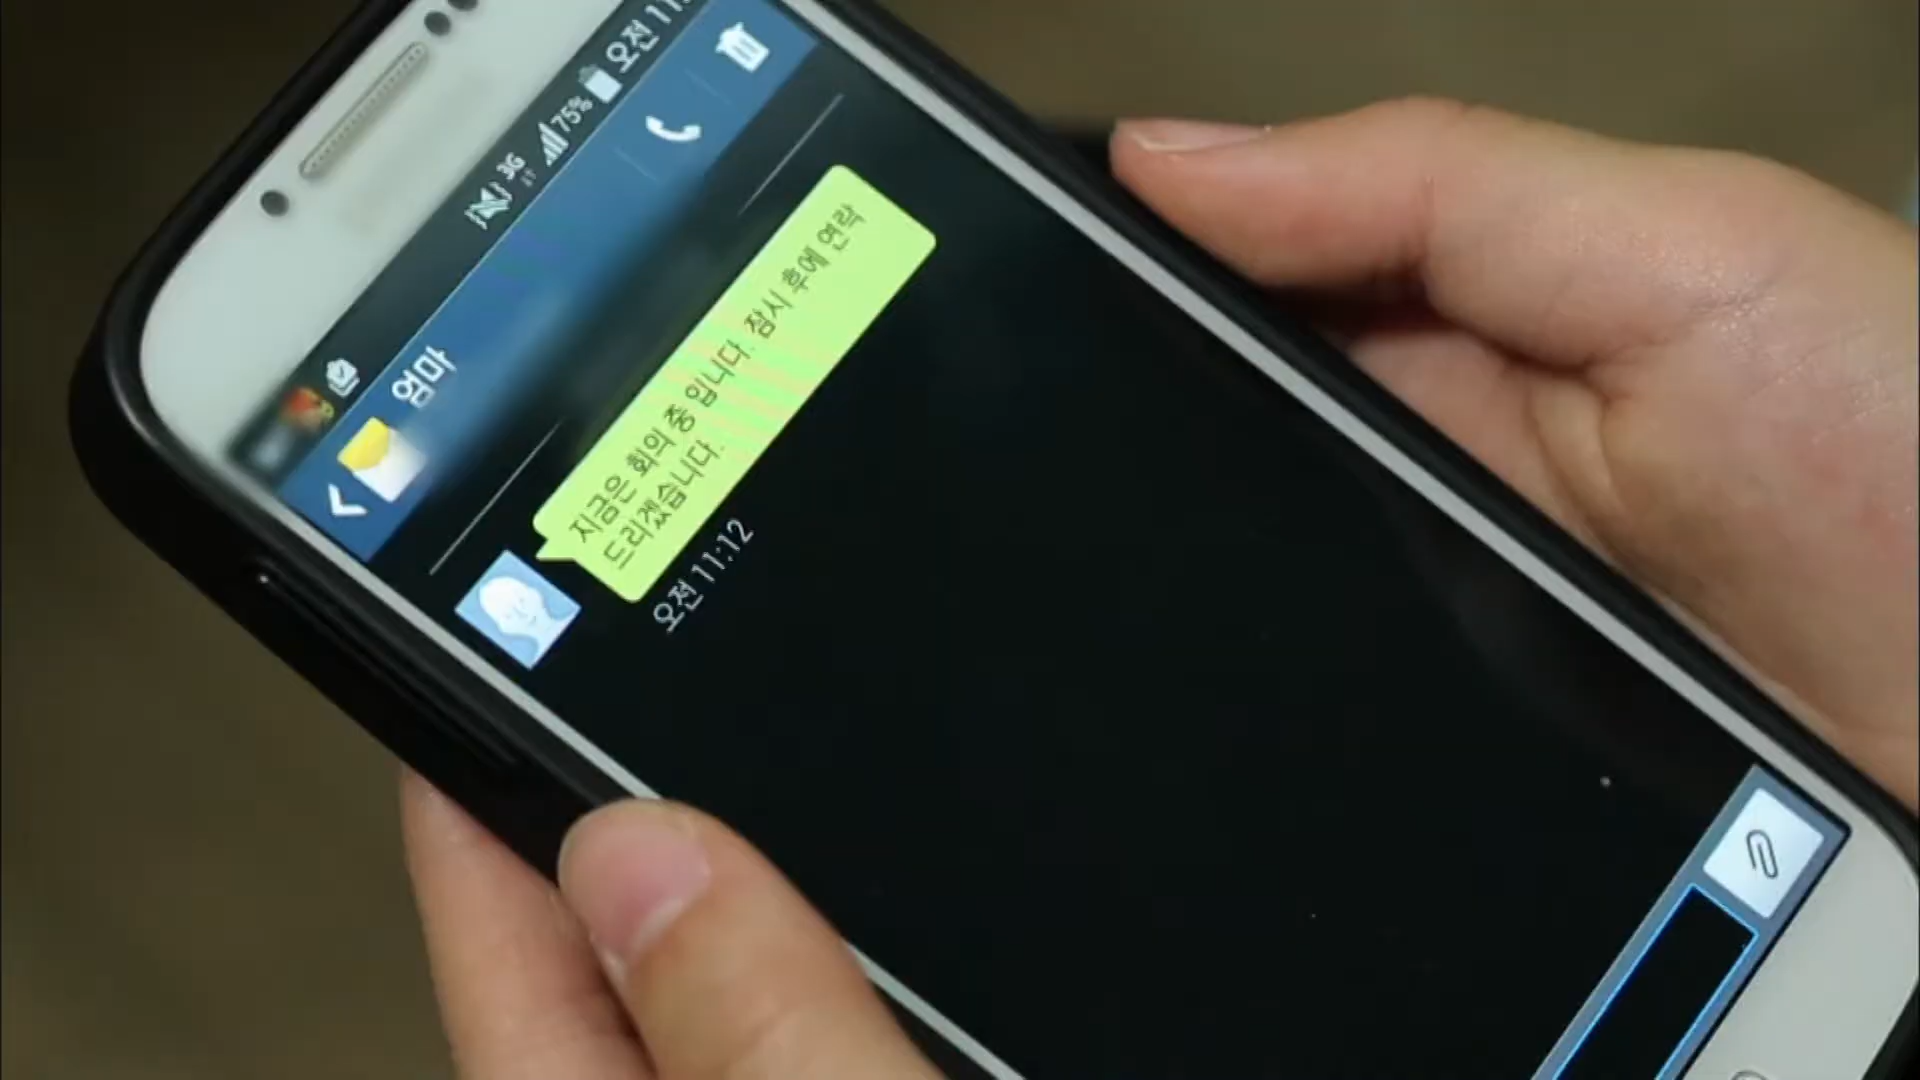 3G 75% 오전 11:
엄마
지금은 회의 중 입니다. 잠시 후에 연락
드리겠습니다.
오전 11:12